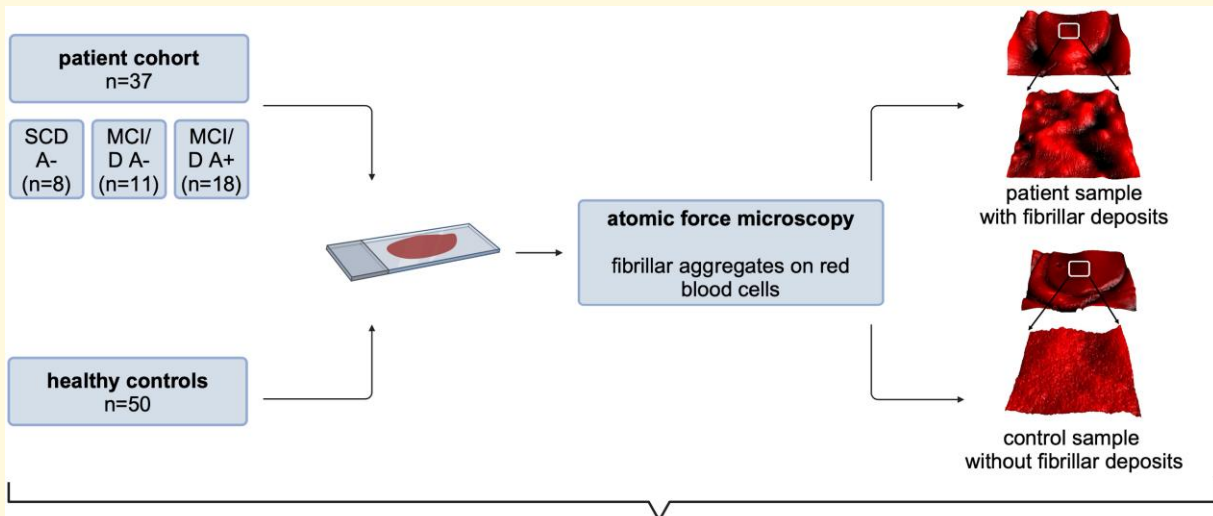 patient cohort
n=37
SCD
A-
(n=8)
MCI/
D A-
(n=11)
MCI/
D A+
(n=18)
healthy controls
n=50
atomic force microscopy
fibrillar aggregates on red
blood cells
patient sample
with fibrillar deposits
control sample
without fibrillar deposits